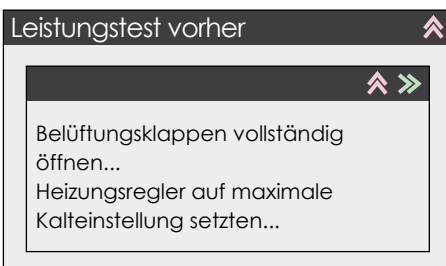 Leistungstest vorher
Belüftungsklappen vollständig
öffnen...
Heizungsregler auf maximale
Kalteinstellung setzten...